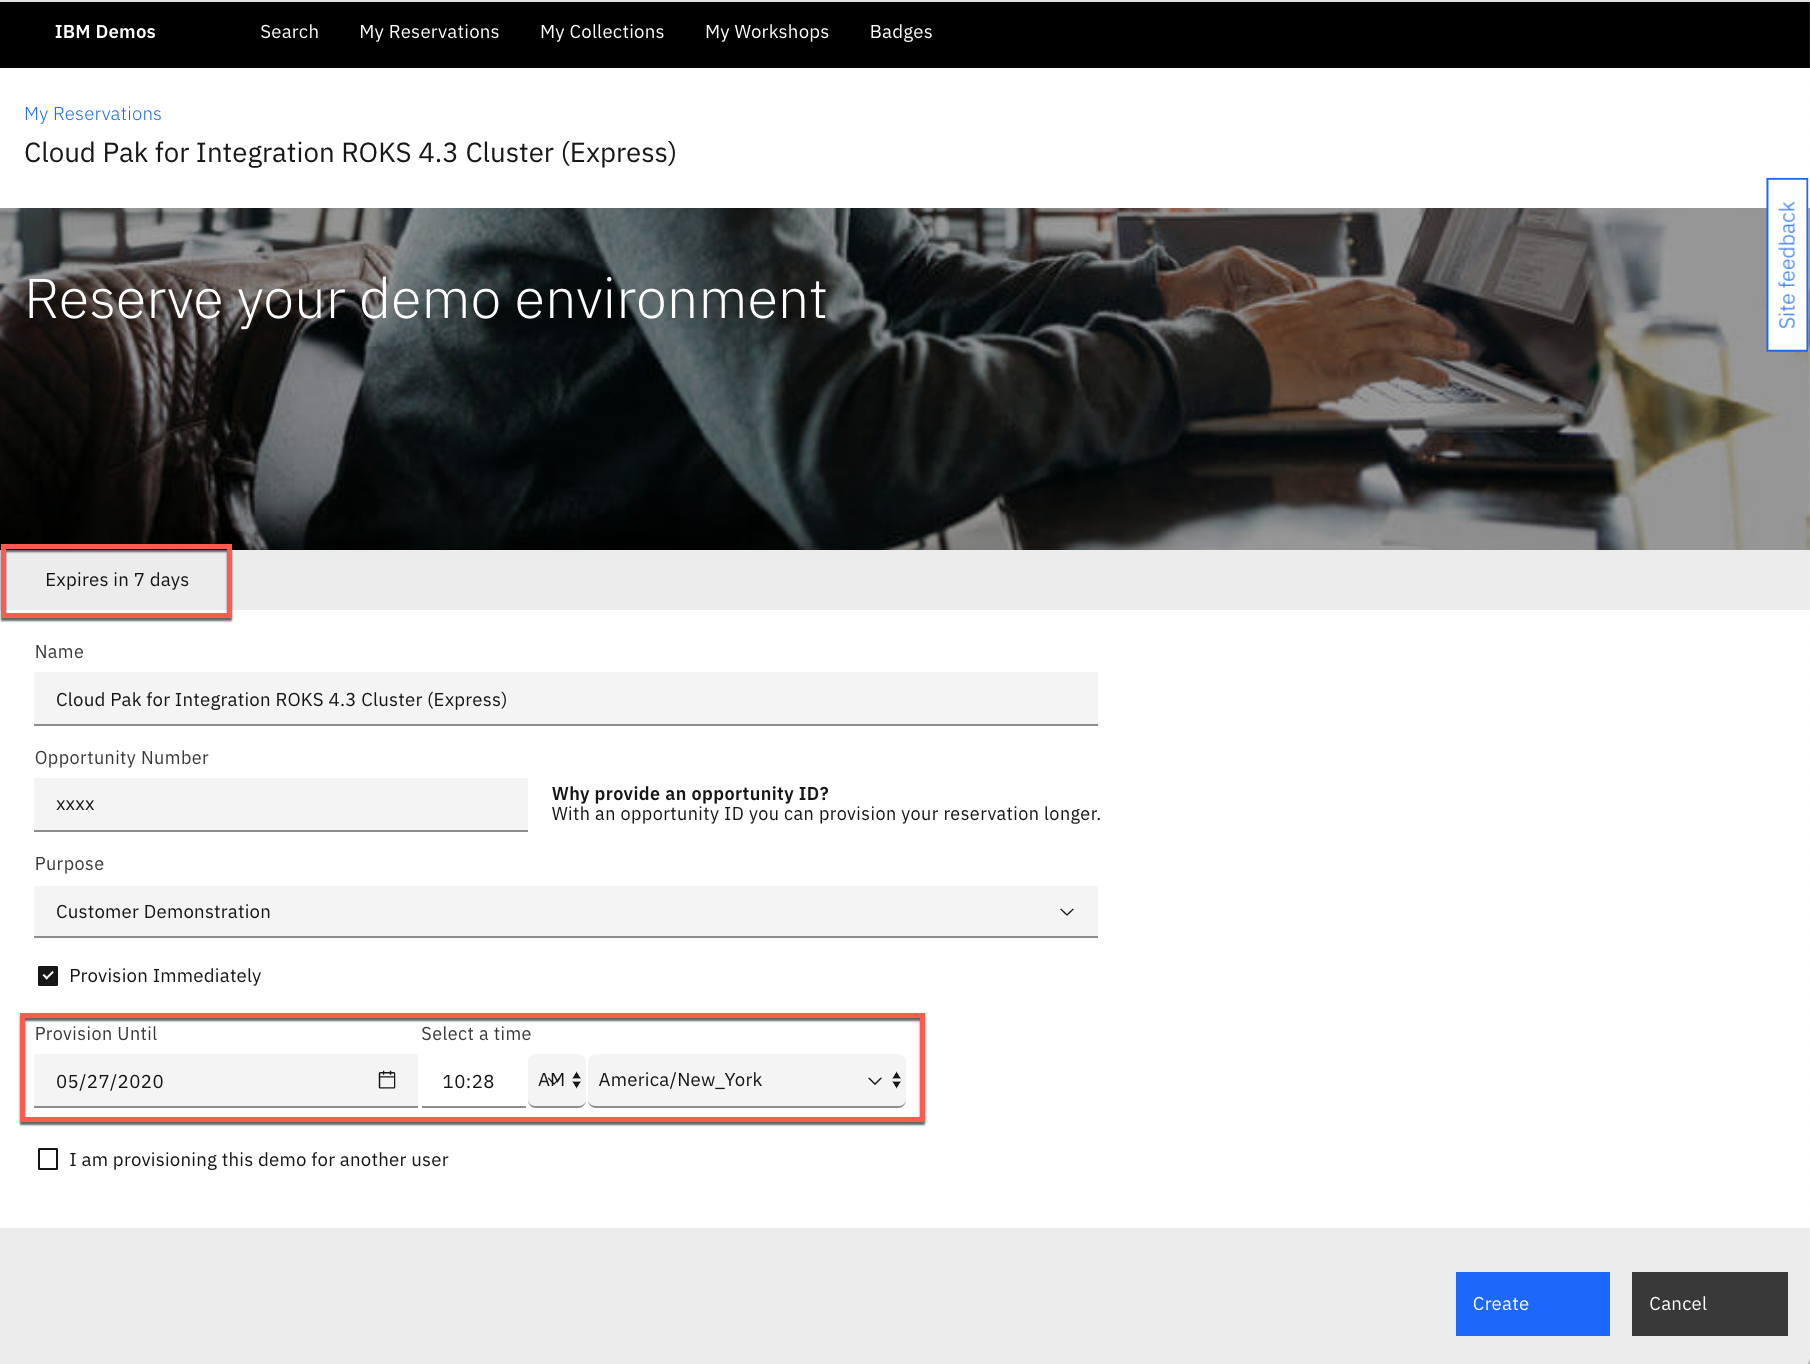 IBM Demos Search My Reservations My Collections My Workshops Badges
My Reservations
Cloud Pak for Integration ROKS 4.3 Cluster (Express)
Site feedback
Reserve your demo environment
Expires in 7 days
Name
Cloud Pak for Integration ROKS 4.3 Cluster (Express)
Opportunity Number
xxxx
Why provide an opportunity ID?
With an opportunity ID you can provision your reservation longer.
Purpose
Customer Demonstration
Provision Immediately
Provision Until Select a time
05/27/2020 10:28 AM America/New_York
I am provisioning this demo for another user
Create Cancel